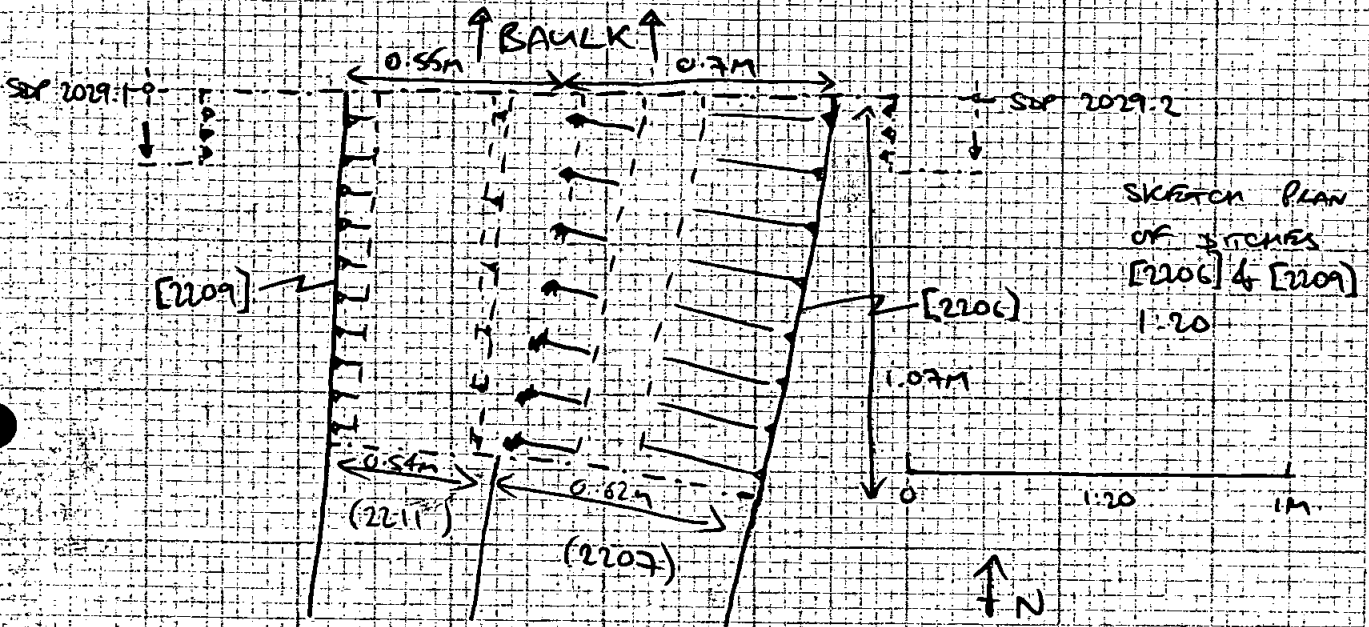 BAULK
0.55M
0.7M
SDP 2029.1
SDP 2029.2
SKETCH PLAN
OF DITCHES
[2206] & [2209]
1:20
[2209]
[2206]
1.07M
0.54m
0.62m
(2211)
(2207)
0
1:20
1M
N